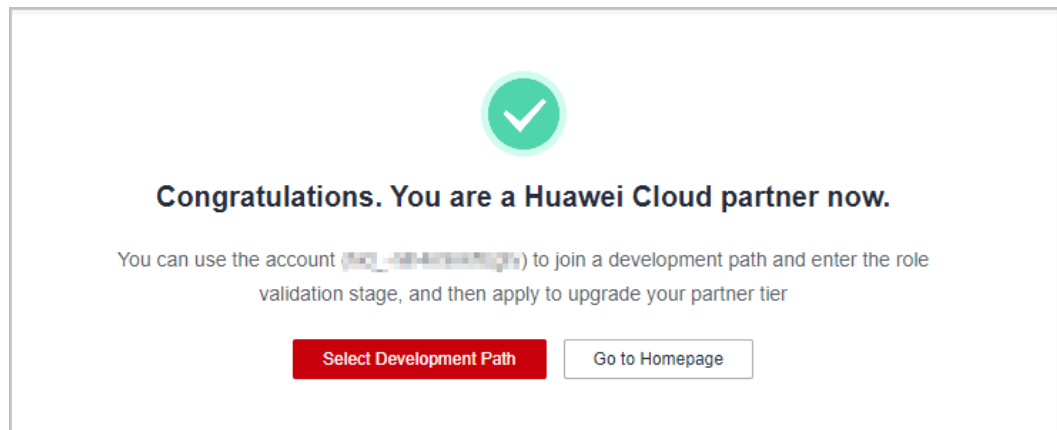 Congratulations. You are a Huawei Cloud partner now.
You can use the account () to join a development path and enter the role
validation stage, and then apply to upgrade your partner tier
Select Development Path
Go to Homepage